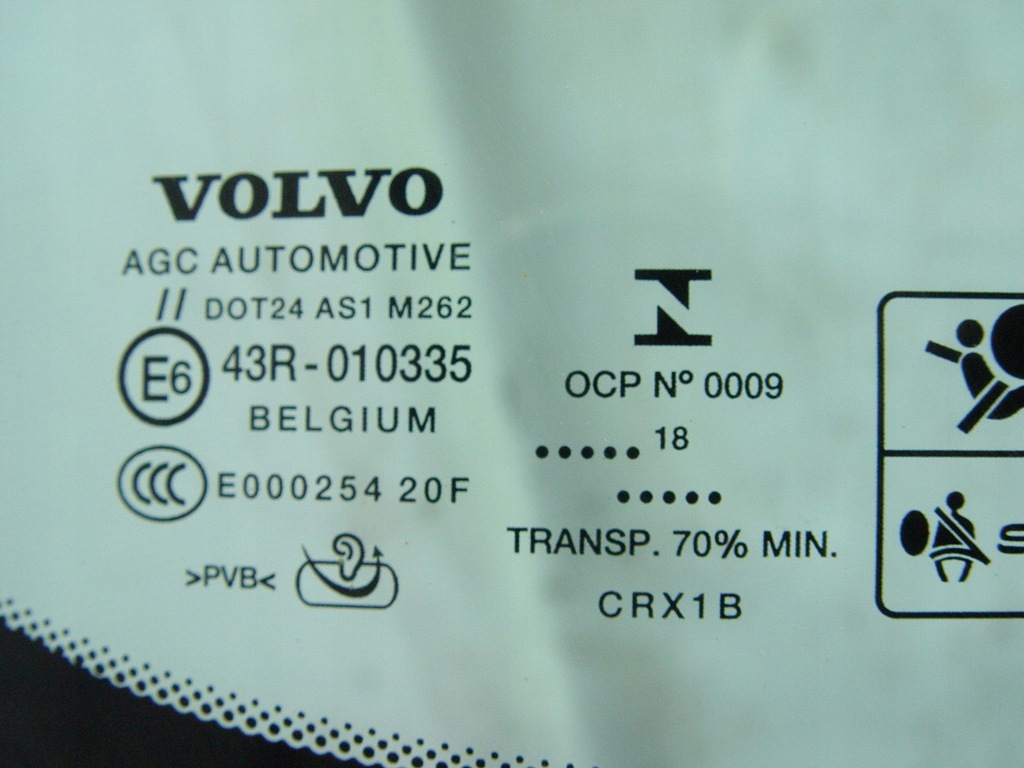 VOLVO
AGC AUTOMOTIVE
// DOT24 AS1 M262
E6 43R-010335
BELGIUM
CCC E000254 20F
>PVB<
OCP Nº 0009
..... 18
.....
TRANSP. 70% MIN.
CRX1B
S